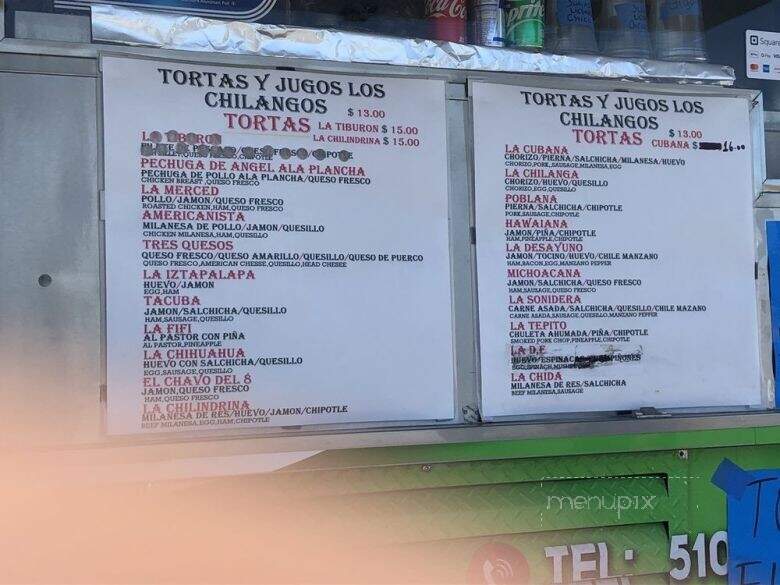 TORTAS Y JUGOS LOS
CHILANGOS
$ 13.00
TORTAS LA TIBURON $ 15.00
LA CHILINDRINA $ 15.00
LA TIBURON
PECHUGA DE ANGEL ALA PLANCHA
PECHUGA DE POLLO ALA PLANCHA/QUESO FRESCO
CHICKEN BREAST ,QUESO FRESCO
LA MERCED
POLLO/JAMON/QUESO FRESCO
ROASTED CHICKEN,HAM,QUESO FRESCO
AMERICANISTA
MILANESA DE POLLO/JAMON/QUESILLO
CHICKEN MILANESA,HAM,QUESILLO
TRES QUESOS
QUESO FRESCO/QUESO AMARILLO/QUESILLO/QUESO DE PUERCO
QUESO FRESCO,AMERICAN CHESSE,QUESILLO,HEAD CHESEE
LA IZTAPALAPA
HUEVO/JAMON
EGG,HAM
TACUBA
JAMON/SALCHICHA/QUESILLO
HAM,SAUSAGE,QUESILLO
LA FIFI
AL PASTOR CON PIÑA
AL PASTOR,PINEAPPLE
LA CHIHUAHUA
HUEVO CON SALCHICHA/QUESILLO
EGG,SAUSAGE,QUESILLO
EL CHAVO DEL 8
JAMON,QUESO FRESCO
HAM,QUESO FRESCO
LA CHILINDRINA
MILANESA DE RES/HUEVO/JAMON/CHIPOTLE
BEEF MILANESA,EGG,HAM,CHIPOTLE
TORTAS Y JUGOS LOS
CHILANGOS
$ 13.00
TORTAS CUBANA $ 16.00
LA CUBANA
CHORIZO/PIERNA/SALCHICHA/MILANESA/HUEVO
CHORIZO,PORK,SAUSAGE,MILANESA,EGG
LA CHILANGA
CHORIZO/HUEVO/QUESILLO
CHORIZO,EGG,QUESILLO
POBLANA
PIERNA/SALCHICHA/CHIPOTLE
PORK,SAUSAGE,CHIPOTLE
HAWAIANA
JAMON/PIÑA/CHIPOTLE
HAM,PINEAPPLE,CHIPOTLE
LA DESAYUNO
JAMON/TOCINO/HUEVO/CHILE MANZANO
HAM,BACON,EGG,MANZANO PEPPER
MICHOACANA
JAMON/SALCHICHA/QUESO FRESCO
HAM,SAUSAGE,QUESO FRESCO
LA SONIDERA
CARNE ASADA/SALCHICHA/QUESILLO/CHILE MAZANO
CARNE ASADA,SAUSAGE,QUESILLO,MANZANO PEPPER
LA TEPITO
CHULETA AHUMADA/PIÑA/CHIPOTLE
SMOKED PORK CHOP,PINEAPPLE,CHIPOTLE
LA D.F
LA CHIDA
MILANESA DE RES/SALCHICHA
BEEF MILANESA,SAUSAGE
menupix
TEL: 510